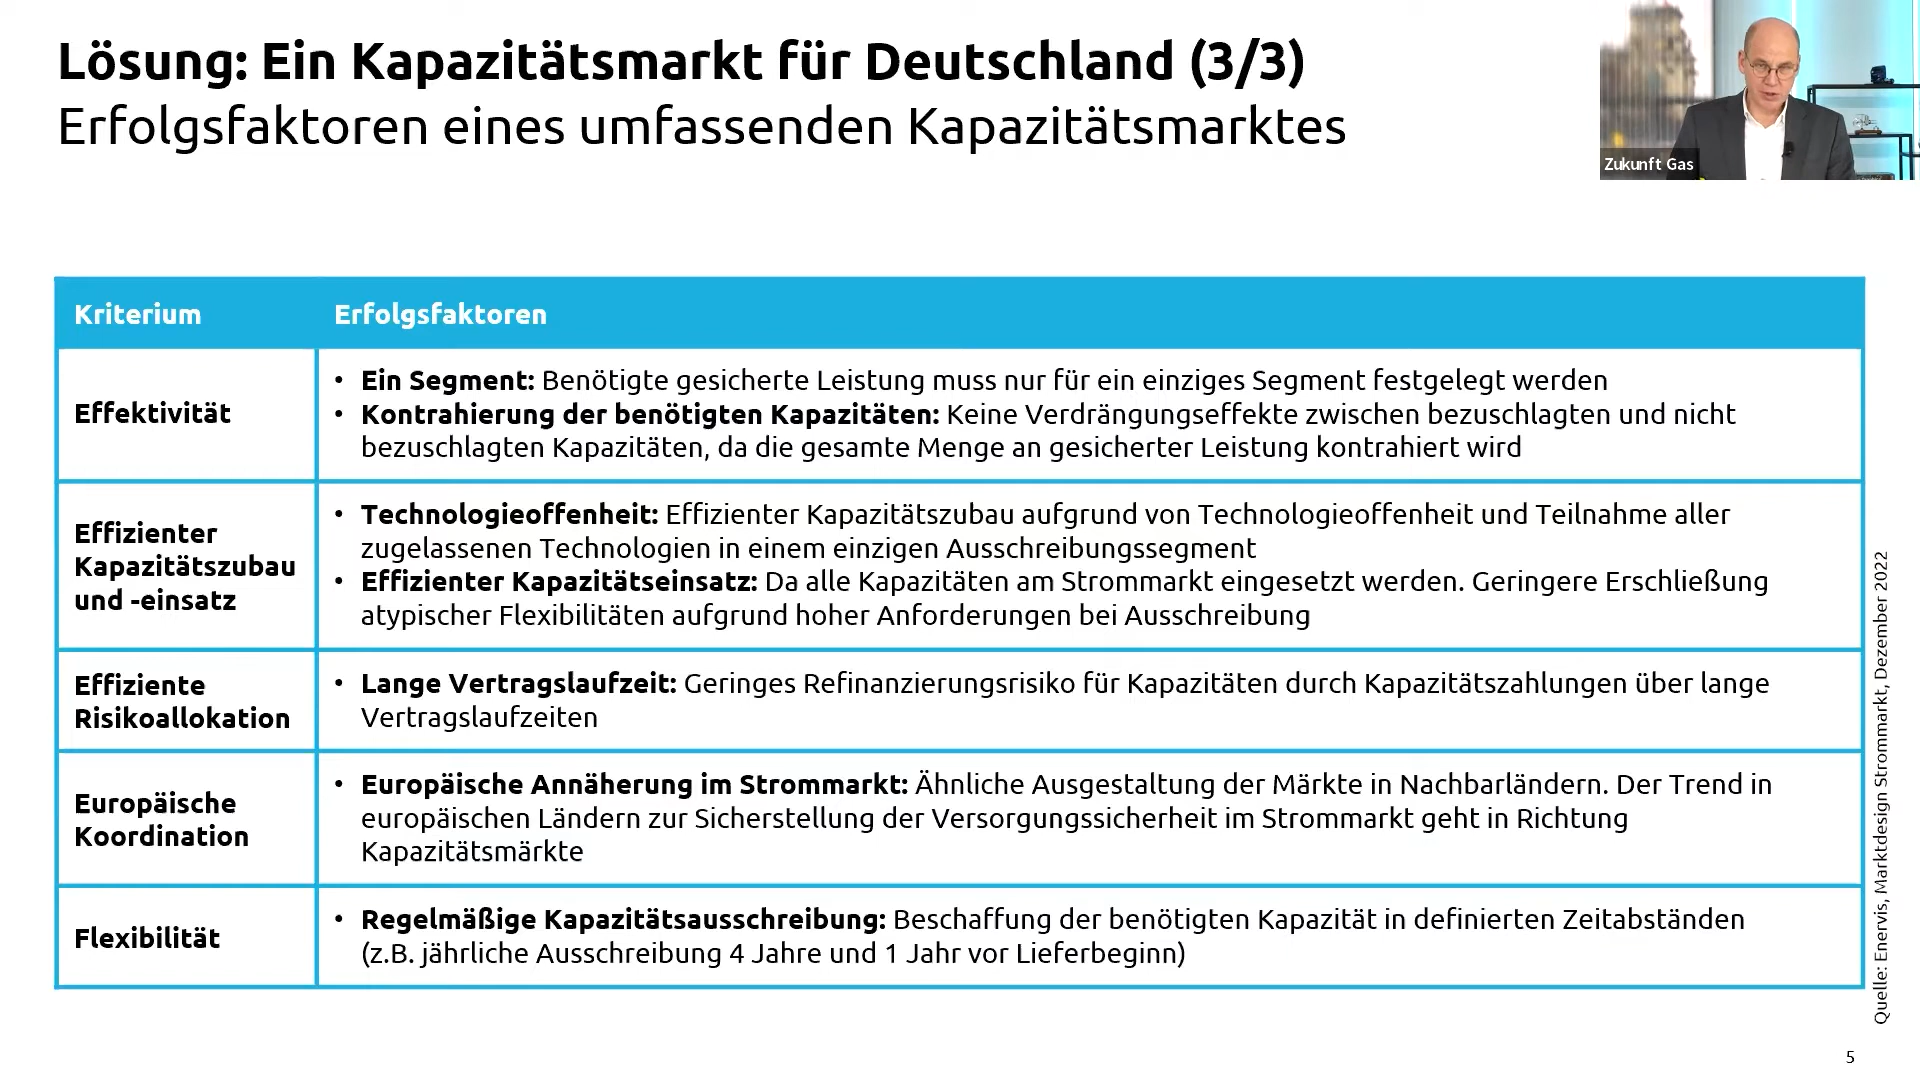 Lösung: Ein Kapazitätsmarkt für Deutschland (3/3)
Erfolgsfaktoren eines umfassenden Kapazitätsmarktes
Zukunft Gas
Kriterium
Erfolgsfaktoren
Effektivität
• Ein Segment: Benötigte gesicherte Leistung muss nur für ein einziges Segment festgelegt werden
• Kontrahierung der benötigten Kapazitäten: Keine Verdrängungseffekte zwischen bezuschlagten und nicht
bezuschlagten Kapazitäten, da die gesamte Menge an gesicherter Leistung kontrahiert wird
Effizienter
Kapazitätszubau
und -einsatz
• Technologieoffenheit: Effizienter Kapazitätszubau aufgrund von Technologieoffenheit und Teilnahme aller
zugelassenen Technologien in einem einzigen Ausschreibungssegment
• Effizienter Kapazitätseinsatz: Da alle Kapazitäten am Strommarkt eingesetzt werden. Geringere Erschließung
atypischer Flexibilitäten aufgrund hoher Anforderungen bei Ausschreibung
Effiziente
Risikoallokation
• Lange Vertragslaufzeit: Geringes Refinanzierungsrisiko für Kapazitäten durch Kapazitätszahlungen über lange
Vertragslaufzeiten
Europäische
Koordination
• Europäische Annäherung im Strommarkt: Ähnliche Ausgestaltung der Märkte in Nachbarländern. Der Trend in
europäischen Ländern zur Sicherstellung der Versorgungssicherheit im Strommarkt geht in Richtung
Kapazitätsmärkte
Flexibilität
• Regelmäßige Kapazitätsausschreibung: Beschaffung der benötigten Kapazität in definierten Zeitabständen
(z.B. jährliche Ausschreibung 4 Jahre und 1 Jahr vor Lieferbeginn)
Quelle: Enervis, Marktdesign Strommarkt, Dezember 2022
5